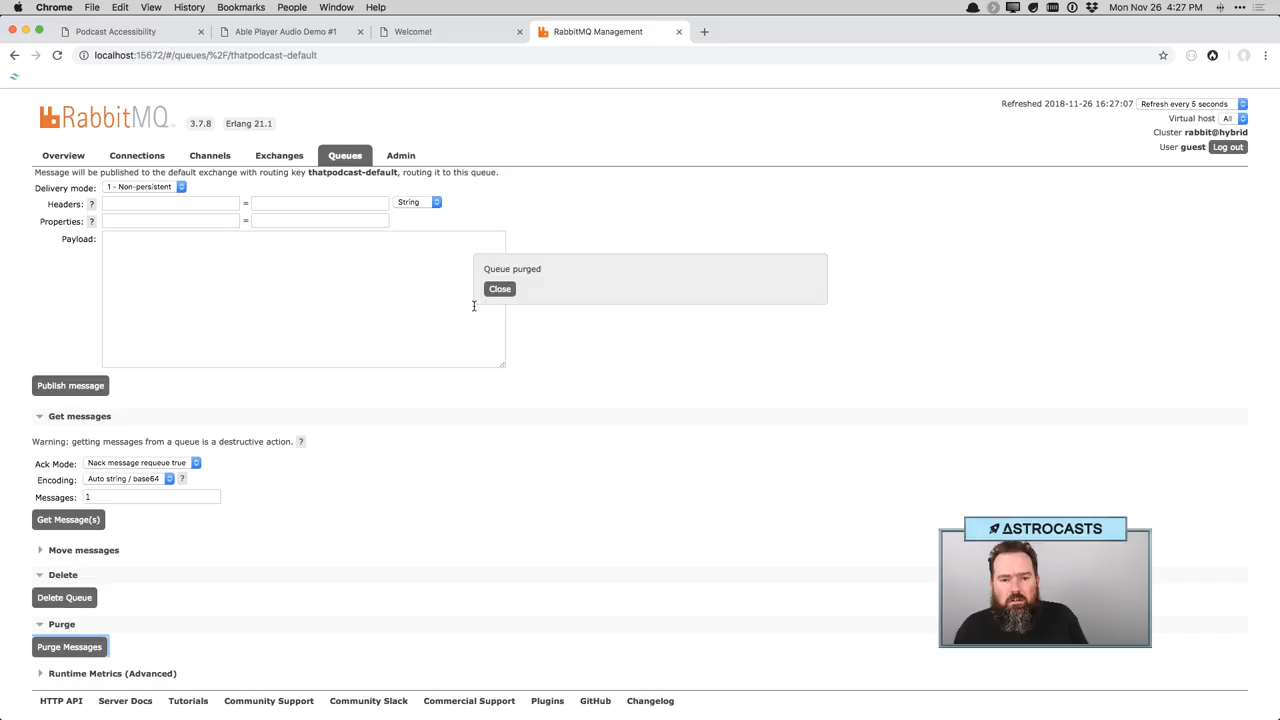 Chrome File Edit View History Bookmarks People Window Help Mon Nov 26 4:27 PM
Podcast Accessibility Able Player Audio Demo #1 Welcome! RabbitMQ Management
localhost:15672/#/queues/%2F/thatpodcast-default
Refreshed 2018-11-26 16:27:07 Refresh every 5 seconds
RabbitMQ 3.7.8 Erlang 21.1
Virtual host All
Cluster rabbit@hybrid
User guest Log out
Overview Connections Channels Exchanges Queues Admin
Message will be published to the default exchange with routing key thatpodcast-default, routing it to this queue.
Delivery mode: 1 - Non-persistent
Headers: ? = String
Properties: ? =
Payload:
Queue purged
Close
Publish message
Get messages
Warning: getting messages from a queue is a destructive action. ?
Ack Mode: Nack message requeue true
Encoding: Auto string / base64 ?
Messages: 1
Get Message(s)
ASTROCASTS
Move messages
Delete
Delete Queue
Purge
Purge Messages
Runtime Metrics (Advanced)
HTTP API Server Docs Tutorials Community Support Community Slack Commercial Support Plugins GitHub Changelog